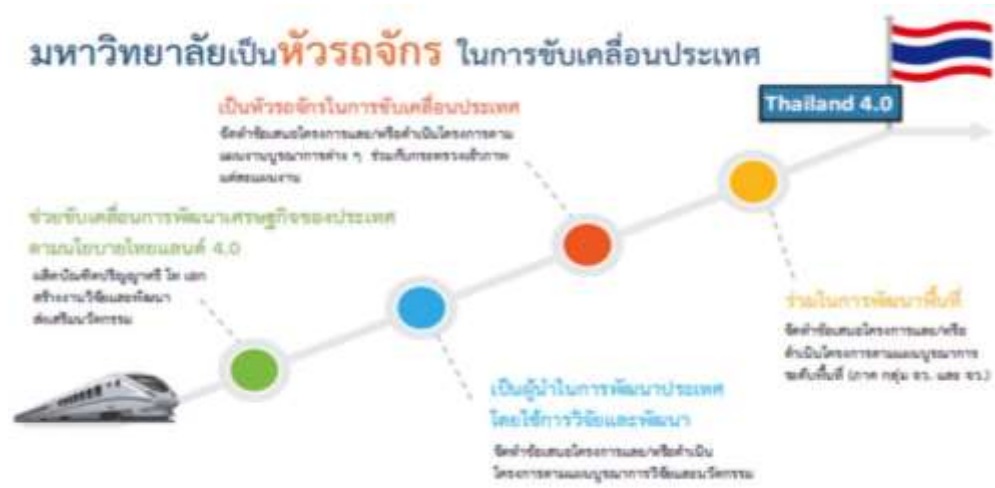 มหาวิทยาลัยเป็นหัวรถจักร ในการขับเคลื่อนประเทศ
Thailand 4.0
เป็นหัวรถจักรในการขับเคลื่อนประเทศ
จัดทำข้อเสนอโครงการและ/หรือดำเนินโครงการตาม
แผนงานบูรณาการต่าง ๆ ร่วมกับกระทรวงเจ้าภาพ
แต่ละแผนงาน
ช่วยขับเคลื่อนการพัฒนาเศรษฐกิจของประเทศ
ตามนโยบายไทยแลนด์ 4.0
ผลิตบัณฑิตปริญญาตรี โท เอก
สร้างงานวิจัยและพัฒนา
ส่งเสริมนวัตกรรม
ร่วมในการพัฒนาพื้นที่
จัดทำข้อเสนอโครงการและ/หรือ
ดำเนินโครงการตามแผนบูรณาการ
ระดับพื้นที่ (ภาค กลุ่ม จว. และ จว.)
เป็นผู้นำในการพัฒนาประเทศ
โดยใช้การวิจัยและพัฒนา
จัดทำข้อเสนอโครงการและ/หรือดำเนิน
โครงการตามแผนบูรณาการวิจัยและนวัตกรรม